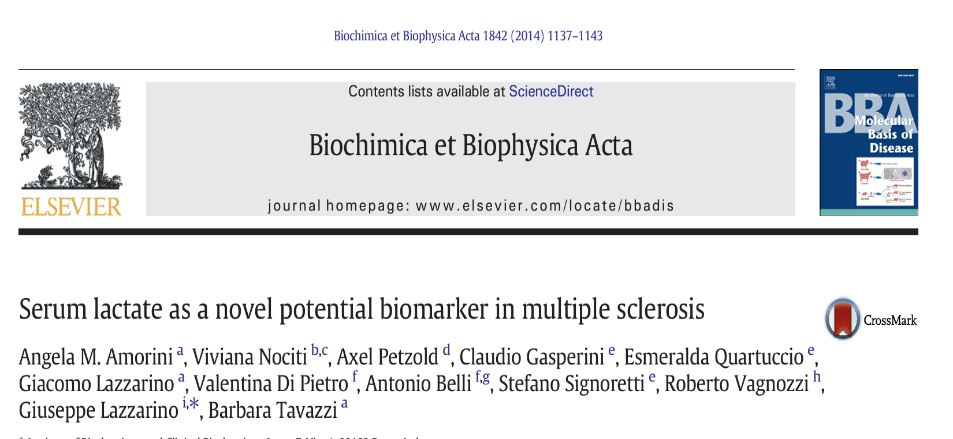 Biochimica et Biophysica Acta 1842 (2014) 1137–1143
Contents lists available at ScienceDirect
Biochimica et Biophysica Acta
journal homepage: www.elsevier.com/locate/bbadis
ELSEVIER
BBA
Molecular
Basis of
Disease
Serum lactate as a novel potential biomarker in multiple sclerosis
CrossMark
Angela M. Amorini a, Viviana Nociti b,c, Axel Petzold d, Claudio Gasperini e, Esmeralda Quartuccio e,
Giacomo Lazzarino a, Valentina Di Pietro f, Antonio Belli f,g, Stefano Signoretti e, Roberto Vagnozzi h,
Giuseppe Lazzarino i,*, Barbara Tavazzi a